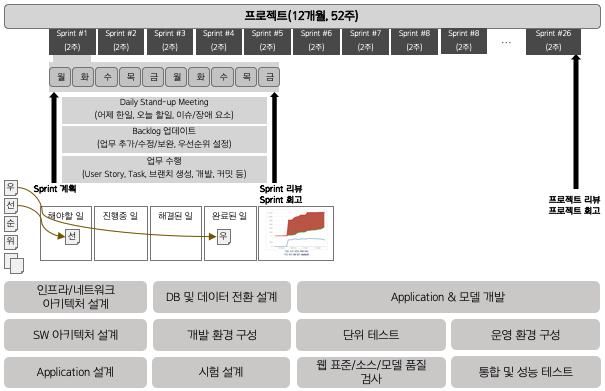 프로젝트(12개월, 52주)
Sprint #1 Sprint #2 Sprint #3 Sprint #4 Sprint #5 Sprint #6 Sprint #7 Sprint #8 Sprint #8 Sprint #26
(2주) (2주) (2주) (2주) (2주) (2주) (2주) (2주) (2주) ... (2주)
월 화 수 목 금 월 화 수 목 금
Daily Stand-up Meeting
(어제 한일, 오늘 할일, 이슈/장애 요소)
Backlog 업데이트
(업무 추가/수정/보완, 우선순위 설정)
업무 수행
(User Story, Task, 브랜치 생성, 개발, 커밋 등)
Sprint 계획
Sprint 리뷰
Sprint 회고
프로젝트 리뷰
프로젝트 회고
우
선
순
위
해야할 일 진행중 일 해결된 일 완료된 일
선 우
인프라/네트워크
아키텍처 설계
DB 및 데이터 전환 설계
Application & 모델 개발
SW 아키텍처 설계
개발 환경 구성
단위 테스트
운영 환경 구성
Application 설계
시험 설계
웹 표준/소스/모델 품질
검사
통합 및 성능 테스트